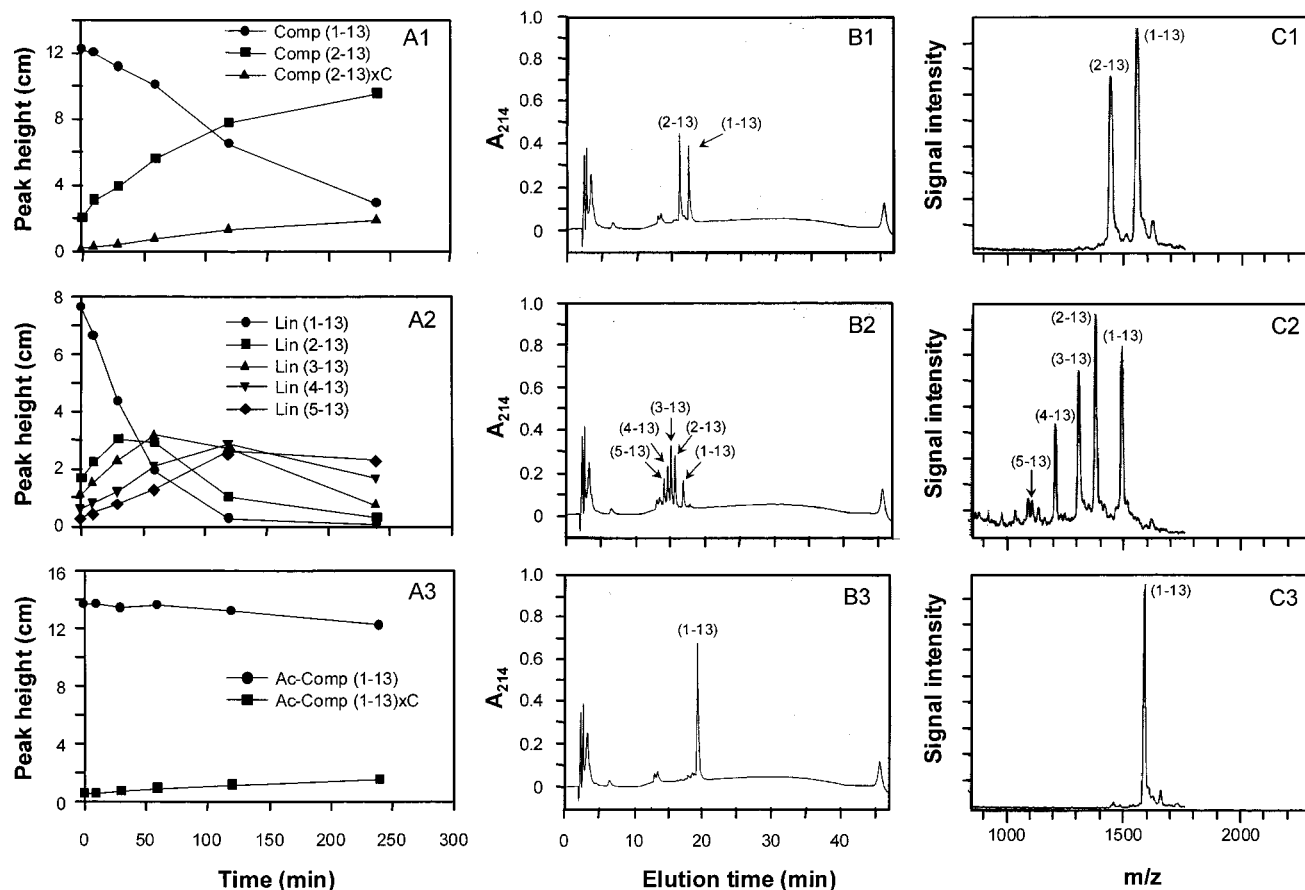 A1
Comp (1-13)
Comp (2-13)
Comp (2-13)xC
Peak height (cm)
12
8
4
0
B1
1.0
0.8
0.6
0.4
0.2
0
A214
(2-13)
(1-13)
C1
Signal intensity
(2-13)
(1-13)
A2
Lin (1-13)
Lin (2-13)
Lin (3-13)
Lin (4-13)
Lin (5-13)
Peak height (cm)
8
6
4
2
0
B2
1.0
0.8
0.6
0.4
0.2
0
A214
(3-13)
(4-13)
(2-13)
(5-13)
(1-13)
C2
Signal intensity
(2-13)
(1-13)
(3-13)
(4-13)
(5-13)
A3
Ac-Comp (1-13)
Ac-Comp (1-13)xC
Peak height (cm)
16
12
8
4
0
0 50 100 150 200 250 300
Time (min)
B3
1.0
0.8
0.6
0.4
0.2
0
A214
(1-13)
0 10 20 30 40
Elution time (min)
C3
Signal intensity
(1-13)
1000 1500 2000
m/z